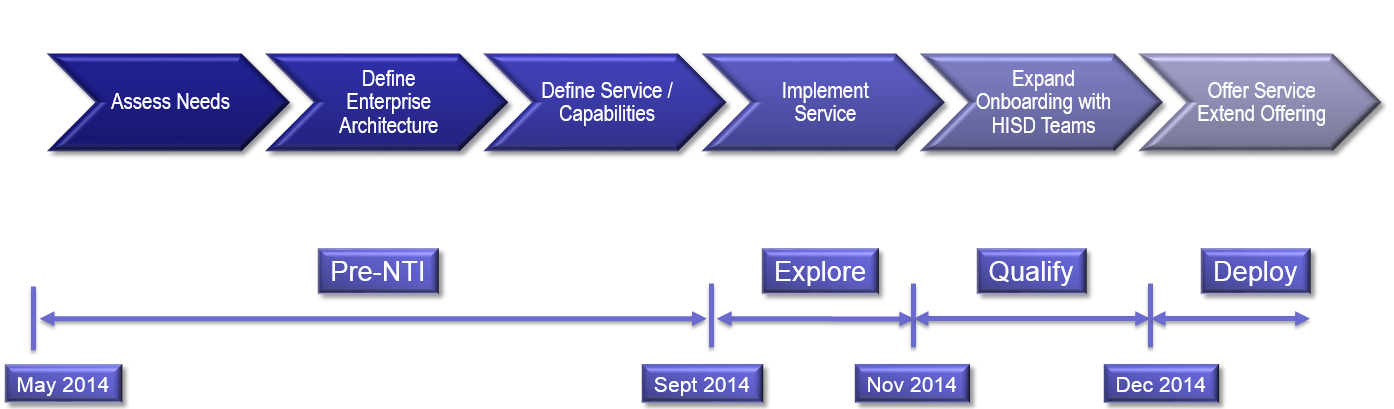 Assess Needs
Define
Enterprise
Architecture
Define Service /
Capabilities
Implement
Service
Expand
Onboarding with
HISD Teams
Offer Service
Extend Offering
Pre-NTI
Explore
Qualify
Deploy
May 2014
Sept 2014
Nov 2014
Dec 2014